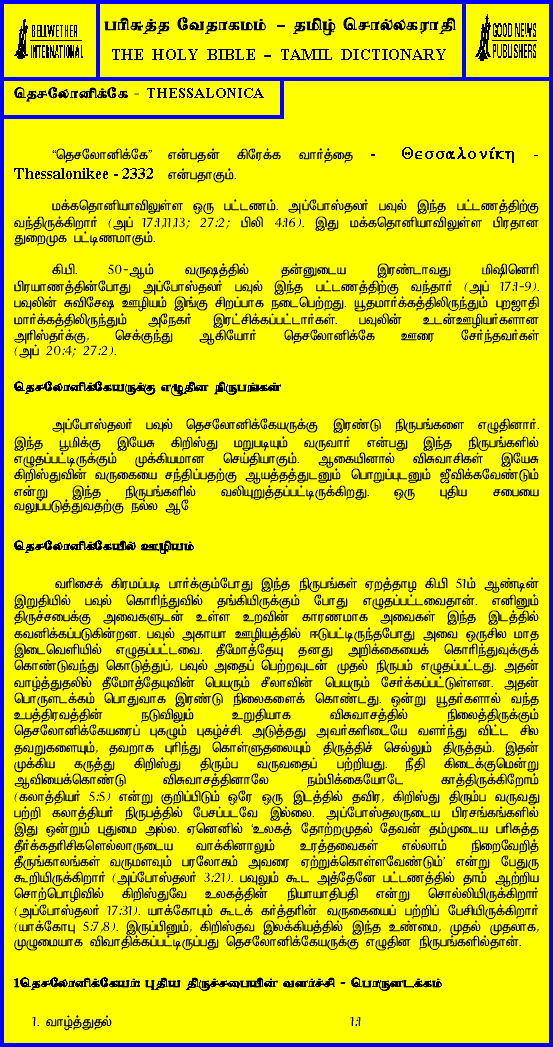 BELLWETHER
INTERNATIONAL
பரிசுத்த வேதாகமம் – தமிழ் சொல்லகராதி
THE HOLY BIBLE – TAMIL DICTIONARY
GOOD NEWS
PUBLISHERS
தெசலோனிக்கே - THESSALONICA
“தெசலோனிக்கே” என்பதன் கிரேக்க வார்த்தை - Θεσσαλονίκη -
Thessalonikee - 2332 என்பதாகும்.
மக்கதொனியாவிலுள்ள ஒரு பட்டணம். அப்போஸ்தலர் பவுல் இந்த பட்டணத்திற்கு
வந்திருக்கிறார் (அப் 17:1,11,13; 27:2; பிலி 4:16). இது மக்கதொனியாவிலுள்ள பிரதான
துறைமுக பட்டிணமாகும்.
கி.பி. 50-ஆம் வருஷத்தில் தன்னுடைய இரண்டாவது மிஷினெரி
பிரயாணத்தின்போது அப்போஸ்தலர் பவுல் இந்த பட்டணத்திற்கு வந்தார் (அப் 17:1-9).
பவுலின் சுவிசேஷ ஊழியம் இங்கு சிறப்பாக நடைபெற்றது. யூதமார்க்கத்திலிருந்தும் புறஜாதி
மார்க்கத்திலிருந்தும் அநேகர் இரட்சிக்கப்பட்டார்கள். பவுலின் உடன்ஊழியர்களான
அரிஸ்தர்க்கு, செக்குந்து ஆகியோர் தெசலோனிக்கே ஊரை சேர்ந்தவர்கள்
(அப் 20:4; 27:2).
தெசலோனிக்கேயருக்கு எழுதின நிருபங்கள்
அப்போஸ்தலர் பவுல் தெசலோனிக்கேயருக்கு இரண்டு நிருபங்களை எழுதினார்.
இந்த பூமிக்கு இயேசு கிறிஸ்து மறுபடியும் வருவார் என்பது இந்த நிருபங்களில்
எழுதப்பட்டிருக்கும் முக்கியமான செய்தியாகும். ஆகையினால் விசுவாசிகள் இயேசு
கிறிஸ்துவின் வருகையை சந்திப்பதற்கு ஆயத்தத்துடனும் பொறுப்புடனும் ஜீவிக்கவேண்டும்
என்று இந்த நிருபங்களில் வலியுறுத்தப்பட்டிருக்கிறது. ஒரு புதிய சபையை
வலுப்படுத்துவதற்கு நல்ல ஆே
தெசலோனிக்கேயில் ஊழியம்
வரிசைக் கிரமப்படி பார்க்கும்போது இந்த நிருபங்கள் ஏறத்தாழ கி.பி 51ம் ஆண்டின்
இறுதியில் பவுல் கொரிந்துவில் தங்கியிருக்கும் போது எழுதப்பட்டவைதான். எனினும்
திருச்சபைக்கு அவைகளுடன் உள்ள உறவின் காரணமாக அவைகள் இந்த இடத்தில்
கவனிக்கப்படுகின்றன. பவுல் அகாயா ஊழியத்தில் ஈடுபட்டிருந்தபோது அவை ஒருசில மாத
இடைவெளியில் எழுதப்பட்டவை. தீமோத்தேயு தனது அறிக்கையைக் கொரிந்துவுக்குக்
கொண்டுவந்து கொடுத்துப், பவுல் அதைப் பெற்றவுடன் முதல் நிருபம் எழுதப்பட்டது. அதன்
வாழ்த்துதலில் தீமோத்தேயுவின் பெயரும் சீலாவின் பெயரும் சேர்க்கப்பட்டுள்ளன. அதன்
பொருளடக்கம் பொதுவாக இரண்டு நிலைகளைக் கொண்டது. ஒன்று யூதர்களால் வந்த
உபத்திரவத்தின் நடுவிலும் உறுதியாக விசுவாசத்தில் நிலைத்திருக்கும்
தெசலோனிக்கேயரைப் புகழும் புகழ்ச்சி. அடுத்தது அவர்களிடையே வளர்ந்து விட்ட சில
தவறுகளையும், தவறாக புரிந்து கொள்ளுதலையும் திருத்திச் செல்லும் திருத்தம். இதன்
முக்கிய கருத்து கிறிஸ்து திரும்ப வருவதைப் பற்றியது. நீதி கிடைக்குமென்று
ஆவியைக்கொண்டு விசுவாசத்தினாலே நம்பிக்கையோடே காத்திருக்கிறோம்
(கலாத்தியர் 5:5) என்று குறிப்பிடும் ஒரே ஒரு இடத்தில் தவிர, கிறிஸ்து திரும்ப வருவது
பற்றி கலாத்தியர் நிருபத்தில் பேசப்படவே இல்லை. அப்போஸ்தலருடைய பிரசங்கங்களில்
இது ஒன்றும் புதுமை அல்ல. ஏனெனில் 'உலகத் தோற்றமுதல் தேவன் தம்முடைய பரிசுத்த
தீர்க்கதரிசிகளெல்லாருடைய வாக்கினாலும் உரைத்தவைகள் எல்லாம் நிறைவேறித்
தீருங்காலங்கள் வருமளவும் பரலோகம் அவரை ஏற்றுக்கொள்ளவேண்டும்' என்று பேதுரு
கூறியிருக்கிறார் (அப்போஸ்தலர் 3:21). பவுலும் கூட அத்தேனே பட்டணத்தில் தாம் ஆற்றிய
சொற்பொழிவில் கிறிஸ்துவே உலகத்தின் நியாயாதிபதி என்று சொல்லியிருக்கிறார்
(அப்போஸ்தலர் 17:31). யாக்கோபும் கூடக் கர்த்தரின் வருகையைப் பற்றிப் பேசியிருக்கிறார்
(யாக்கோபு 5:7,8). இருப்பினும், கிறிஸ்தவ இலக்கியத்தில் இந்த உண்மை, முதல் முதலாக,
முழுமையாக விவாதிக்கப்பட்டிருப்பது தெசலோனிக்கேயருக்கு எழுதின நிருபங்களில்தான்.
1தெசலோனிக்கேயர்: புதிய திருச்சபையின் வளர்ச்சி - பொருளடக்கம்
1. வாழ்த்துதல் 1:1